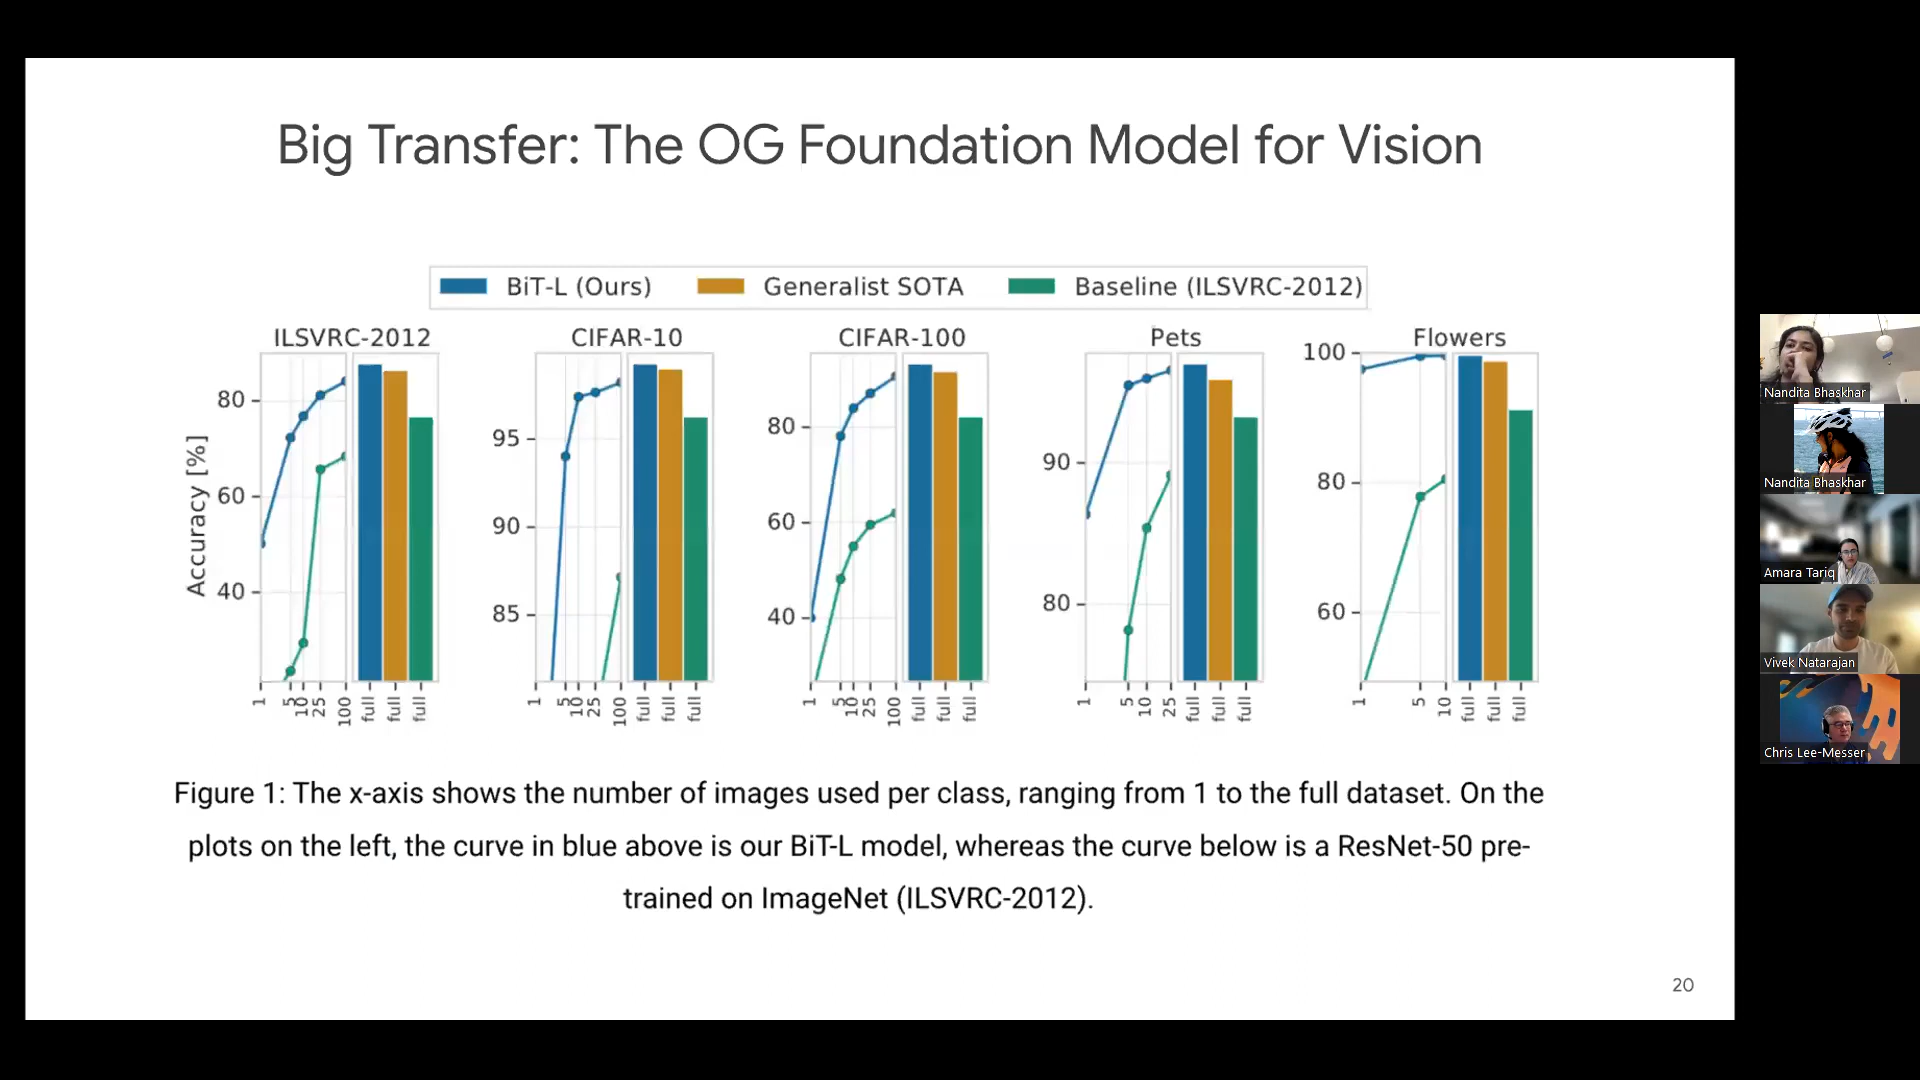 Big Transfer: The OG Foundation Model for Vision
BiT-L (Ours) Generalist SOTA Baseline (ILSVRC-2012)
ILSVRC-2012 CIFAR-10 CIFAR-100 Pets Flowers
Accuracy [%]
80
60
40
1 5 10 25 100 full full full
95
90
85
1 5 10 25 100 full full full
80
60
40
1 5 10 25 100 full full full
90
80
1 5 10 25 full full full
100
80
60
1 5 10 full full full
Figure 1: The x-axis shows the number of images used per class, ranging from 1 to the full dataset. On the
plots on the left, the curve in blue above is our BiT-L model, whereas the curve below is a ResNet-50 pre-
trained on ImageNet (ILSVRC-2012).
20
Nandita Bhaskhar
Nandita Bhaskhar
Amara Tariq
Vivek Natarajan
Chris Lee-Messer